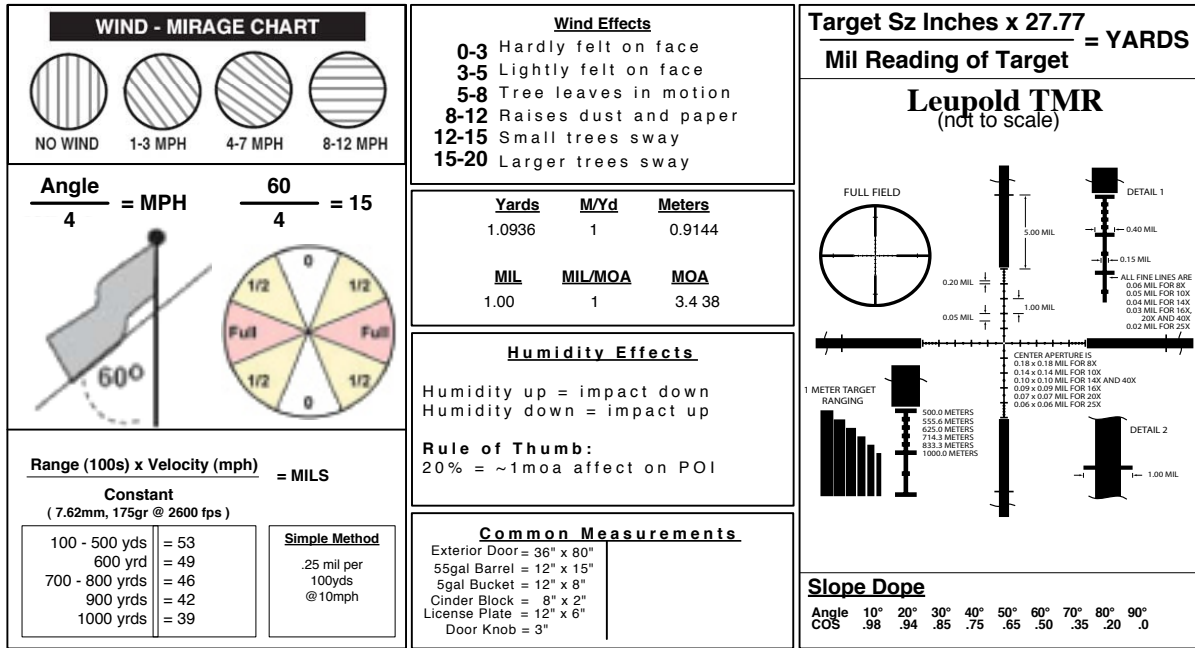 WIND - MIRAGE CHART
NO WIND 1-3 MPH 4-7 MPH 8-12 MPH
Angle
4
= MPH
60
4
= 15
0
1/2 1/2
Full Full
1/2 1/2
0
60º
Range (100s) x Velocity (mph)
Constant
= MILS
( 7.62mm, 175gr @ 2600 fps )
100 - 500 yds = 53
600 yrd = 49
700 - 800 yrds = 46
900 yrds = 42
1000 yrds = 39
Simple Method
.25 mil per
100yds
@10mph
Wind Effects
0-3 Hardly felt on face
3-5 Lightly felt on face
5-8 Tree leaves in motion
8-12 Raises dust and paper
12-15 Small trees sway
15-20 Larger trees sway
Yards M/Yd Meters
1.0936 1 0.9144
MIL MIL/MOA MOA
1.00 1 3.4 38
Humidity Effects
Humidity up = impact down
Humidity down = impact up
Rule of Thumb:
20% = ~1moa affect on POI
Common Measurements
Exterior Door = 36" x 80"
55gal Barrel = 12" x 15"
5gal Bucket = 12" x 8"
Cinder Block = 8" x 2"
License Plate = 12" x 6"
Door Knob = 3"
Target Sz Inches x 27.77
Mil Reading of Target
= YARDS
Leupold TMR
(not to scale)
FULL FIELD
5.00 MIL
0.20 MIL
1.00 MIL
0.05 MIL
DETAIL 1
0.40 MIL
0.15 MIL
ALL FINE LINES ARE
0.06 MIL FOR 8X
0.05 MIL FOR 10X
0.04 MIL FOR 14X
0.03 MIL FOR 16X,
20X AND 40X
0.02 MIL FOR 25X
CENTER APERTURE IS
0.18 x 0.18 MIL FOR 8X
0.14 x 0.14 MIL FOR 10X
0.10 x 0.10 MIL FOR 14X AND 40X
0.09 x 0.09 MIL FOR 16X
0.07 x 0.07 MIL FOR 20X
0.06 x 0.06 MIL FOR 25X
1 METER TARGET
RANGING
500.0 METERS
555.6 METERS
625.0 METERS
714.3 METERS
833.3 METERS
1000.0 METERS
DETAIL 2
1.00 MIL
Slope Dope
Angle 10° 20° 30° 40° 50° 60° 70° 80° 90°
COS .98 .94 .85 .75 .65 .50 .35 .20 .0